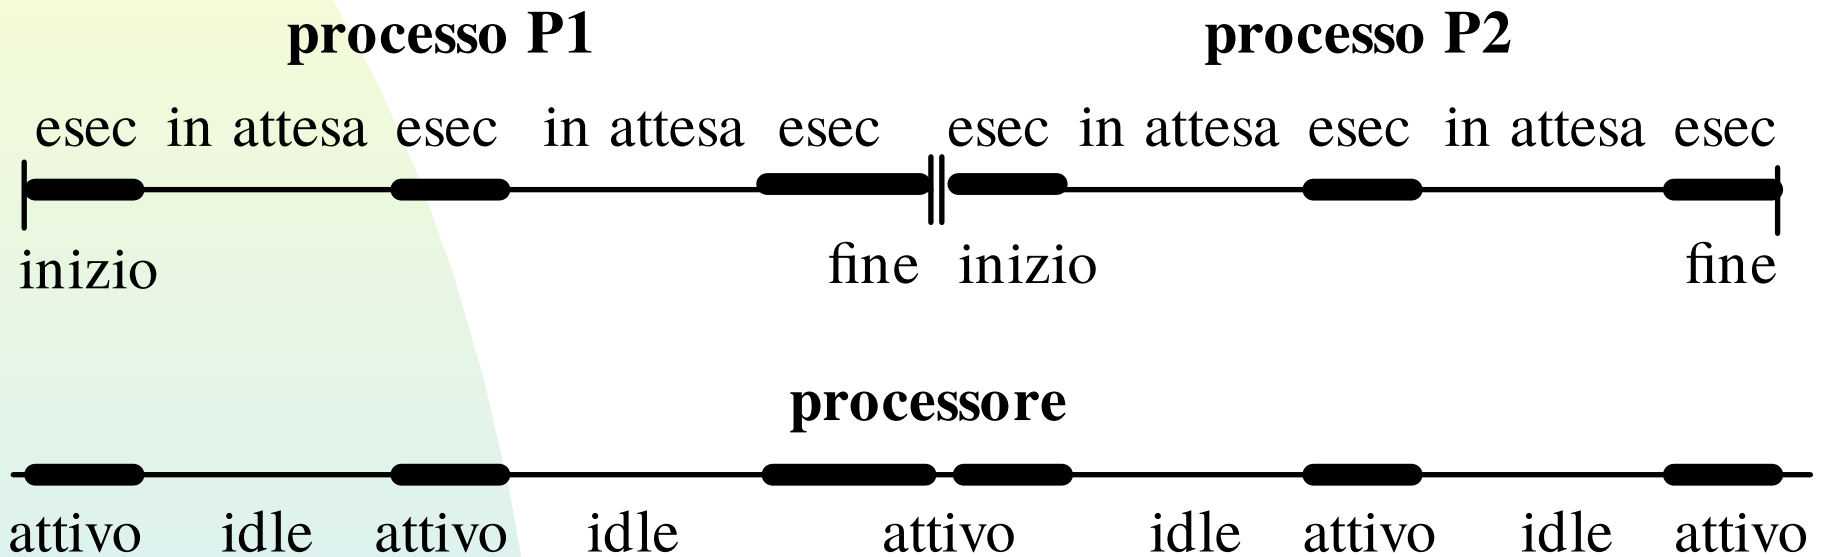 processo P1 processo P2
esec in attesa esec in attesa esec esec in attesa esec in attesa esec
inizio fine inizio fine
processore
attivo idle attivo idle attivo idle attivo idle attivo